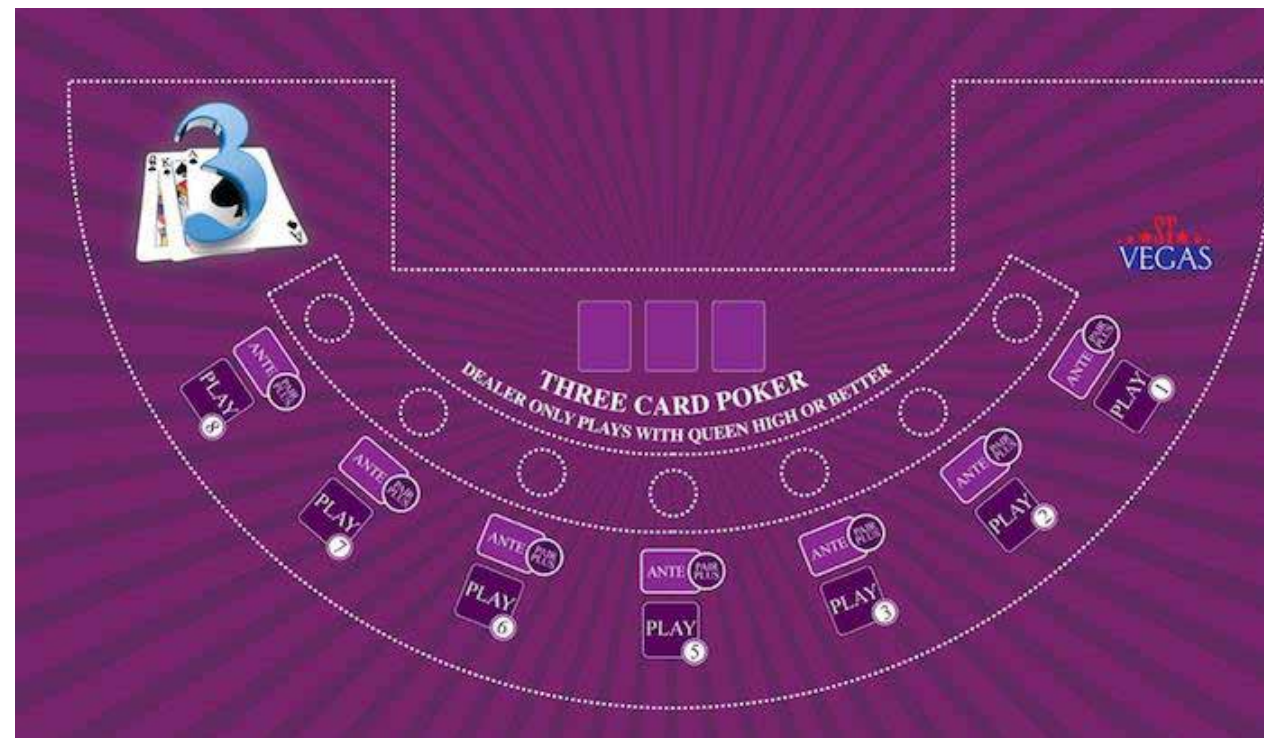 Q
K
A
3
A
SP
VEGAS
THREE CARD POKER
DEALER ONLY PLAYS WITH QUEEN HIGH OR BETTER
ANTE
PAIR PLUS
PLAY
8
ANTE
PAIR PLUS
PLAY
7
ANTE
PAIR
PLUS
PLAY
6
ANTE
PAIR
PLUS
PLAY
5
ANTE
PAIR
PLUS
PLAY
3
ANTE
PAIR
PLUS
PLAY
2
ANTE
PAIR
PLUS
PLAY
1